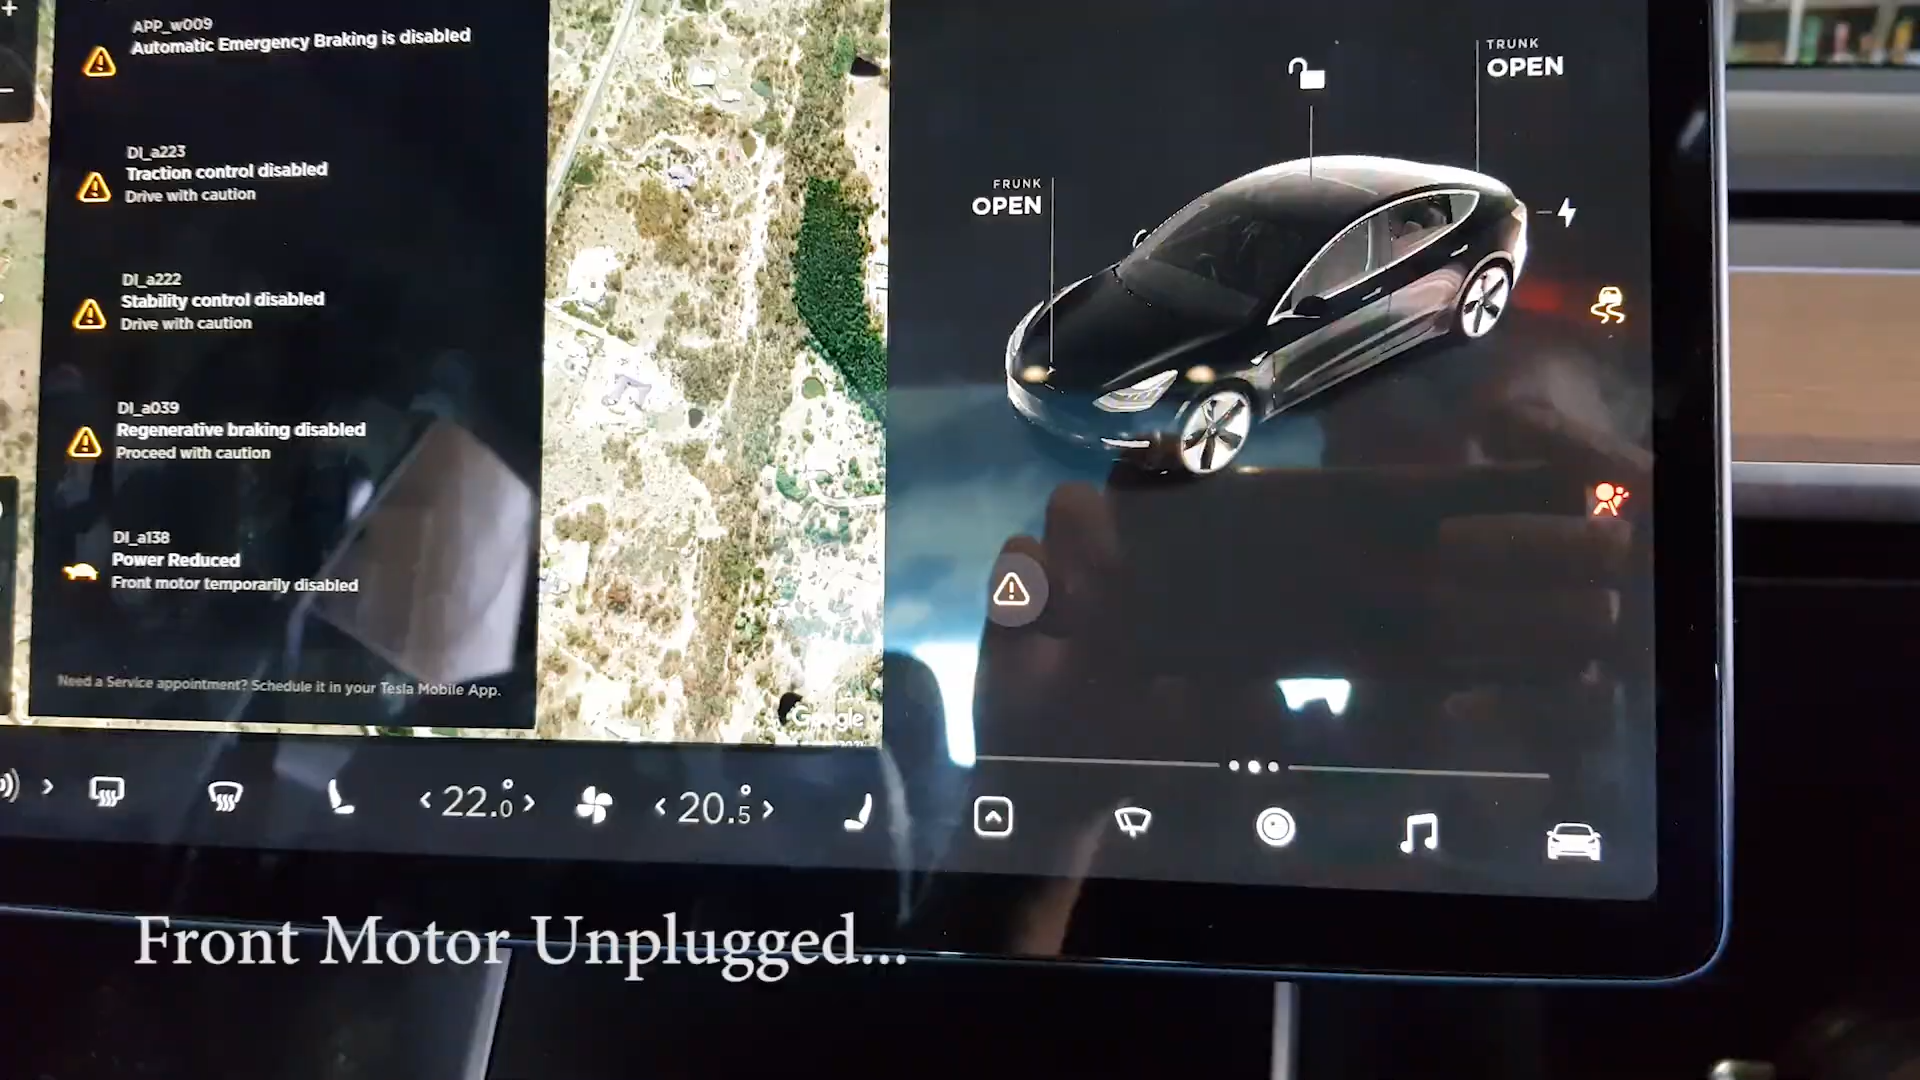 APP_w009
Automatic Emergency Braking is disabled
DI_a223
Traction control disabled
Drive with caution
DI_a222
Stability control disabled
Drive with caution
DI_a039
Regenerative braking disabled
Proceed with caution
DI_a138
Power Reduced
Front motor temporarily disabled
Need a Service appointment? Schedule it in your Tesla Mobile App.
Google
TRUNK
OPEN
FRUNK
OPEN
22.0°
20.5°
Front Motor Unplugged...